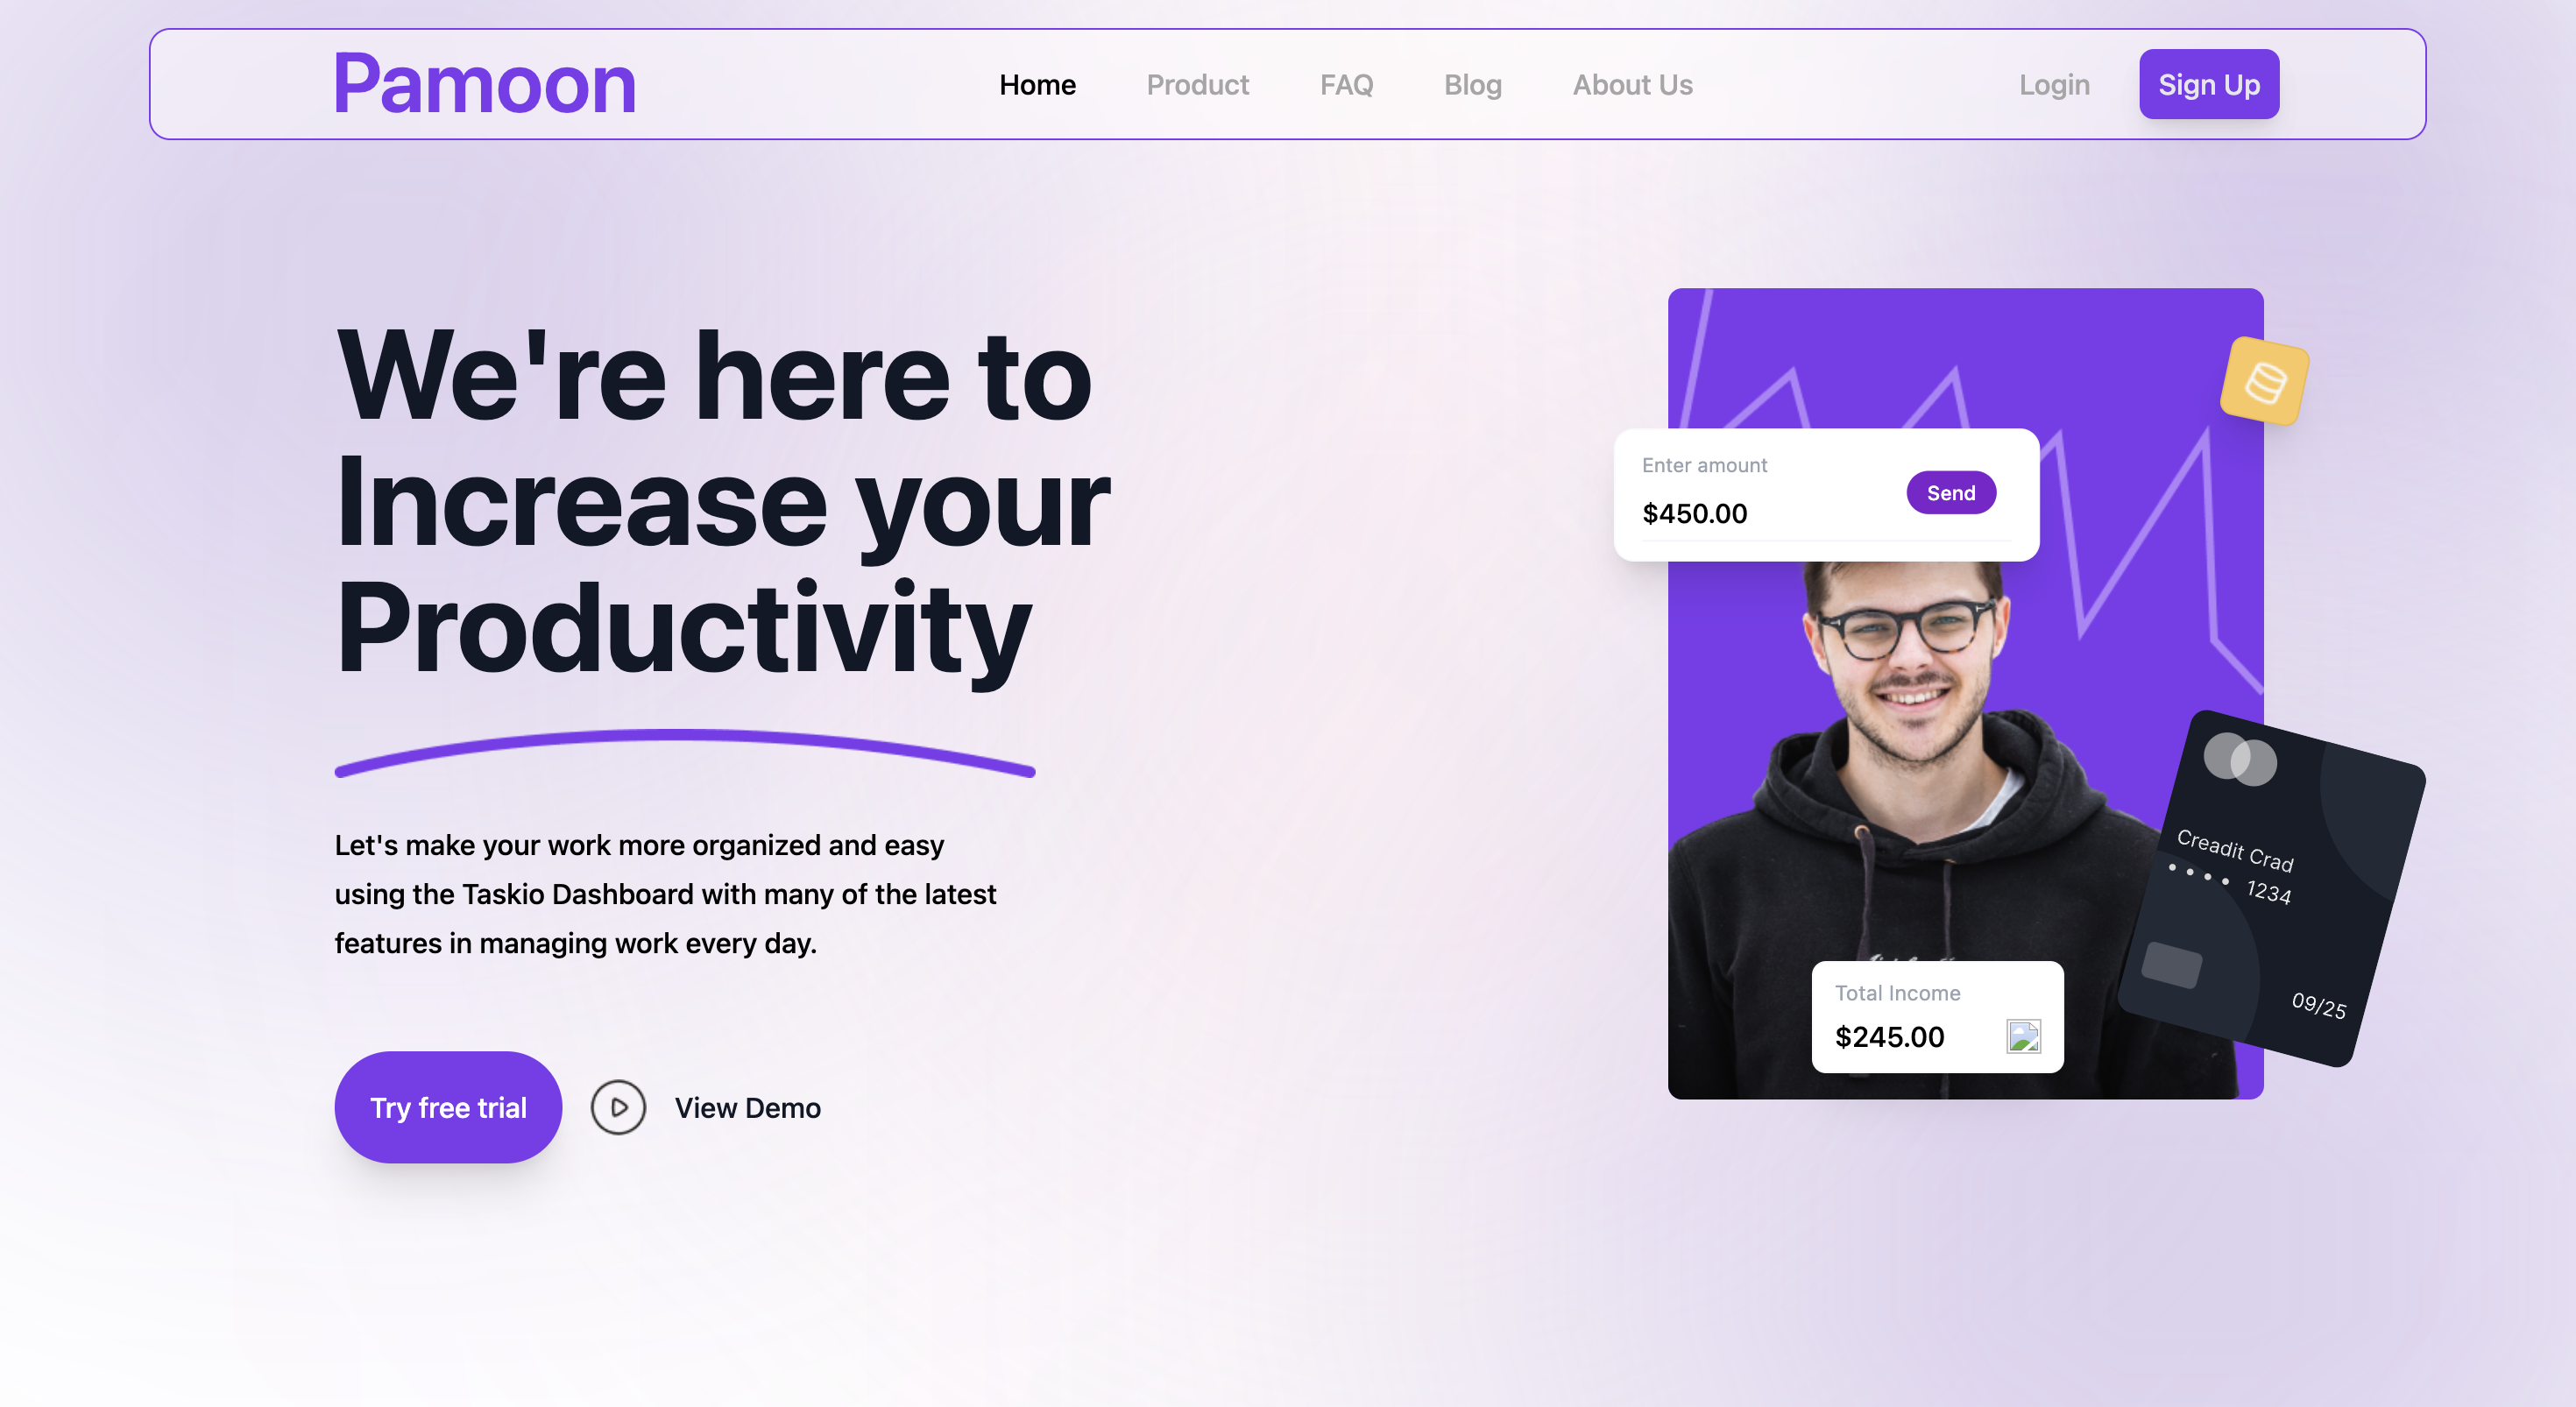 Pamoon
Home
Product
FAQ
Blog
About Us
Login
Sign Up
We're here to
Increase your
Productivity
Let's make your work more organized and easy
using the Taskio Dashboard with many of the latest
features in managing work every day.
Try free trial
View Demo
Enter amount
$450.00
Send
Creadit Crad
•••• 1234
09/25
Total Income
$245.00